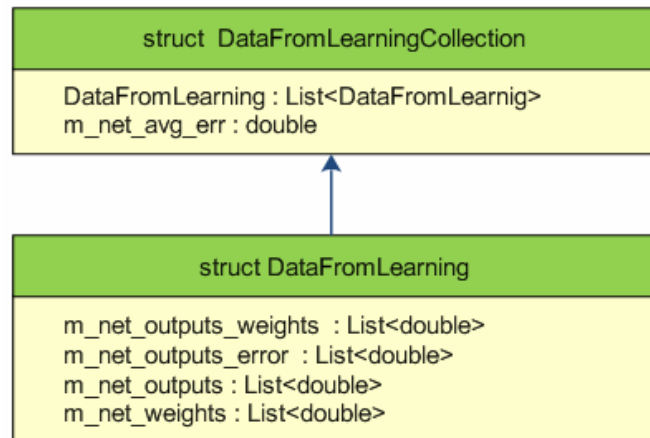 struct  DataFromLearningCollection
DataFromLearning : List<DataFromLearnig>
m_net_avg_err : double
struct DataFromLearning
m_net_outputs_weights  : List<double>
m_net_outputs_error  : List<double>
m_net_outputs : List<double>
m_net_weights : List<double>